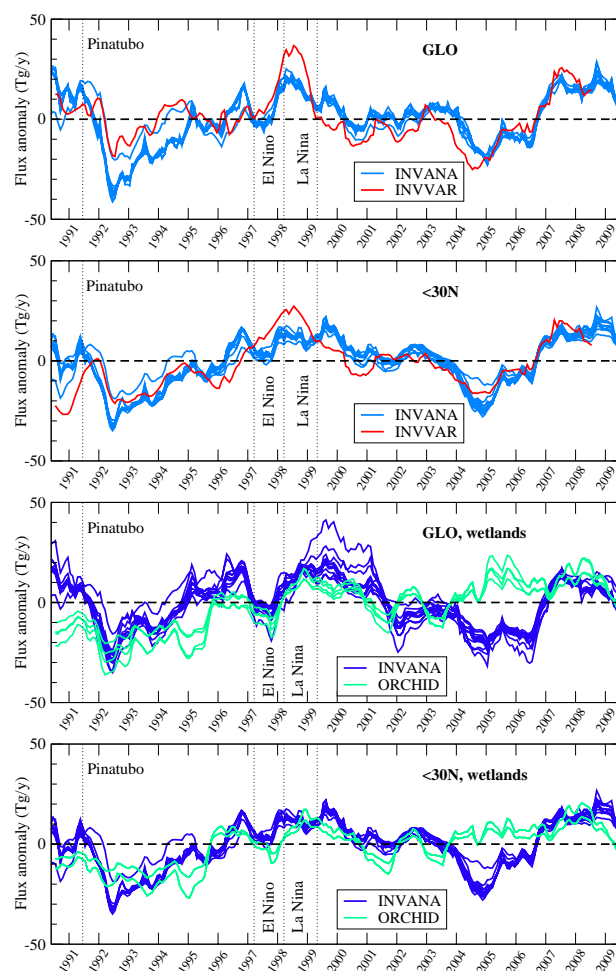 50
Pinatubo
GLO
Flux anomaly (Tg/y)
0
El Nino
La Nina
INVANA
INVVAR
-50
1991 1992 1993 1994 1995 1996 1997 1998 1999 2000 2001 2002 2003 2004 2005 2006 2007 2008 2009
50
Pinatubo
<30N
Flux anomaly (Tg/y)
0
El Nino
La Nina
INVANA
INVVAR
-50
1991 1992 1993 1994 1995 1996 1997 1998 1999 2000 2001 2002 2003 2004 2005 2006 2007 2008 2009
50
Pinatubo
GLO, wetlands
Flux anomaly (Tg/y)
0
El Nino
La Nina
INVANA
ORCHID
-50
1991 1992 1993 1994 1995 1996 1997 1998 1999 2000 2001 2002 2003 2004 2005 2006 2007 2008 2009
50
Pinatubo
<30N, wetlands
Flux anomaly (Tg/y)
0
El Nino
La Nina
INVANA
ORCHID
-50
1991 1992 1993 1994 1995 1996 1997 1998 1999 2000 2001 2002 2003 2004 2005 2006 2007 2008 2009